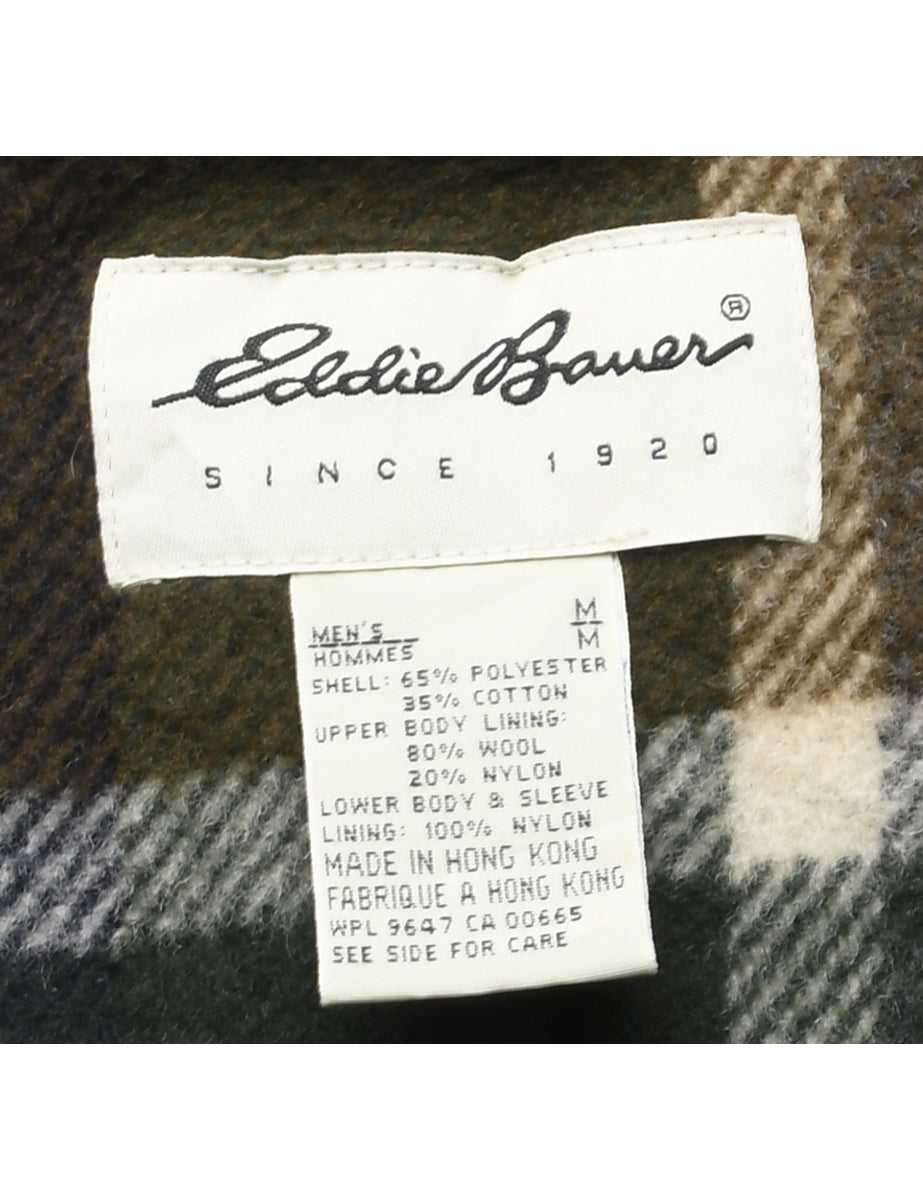 Eddie Bauer ®
SINCE 1920
MEN'S M
HOMMES M
SHELL: 65% POLYESTER
35% COTTON
UPPER BODY LINING:
80% WOOL
20% NYLON
LOWER BODY & SLEEVE
LINING: 100% NYLON
MADE IN HONG KONG
FABRIQUE A HONG KONG
WPL 9647 CA 00665
SEE SIDE FOR CARE